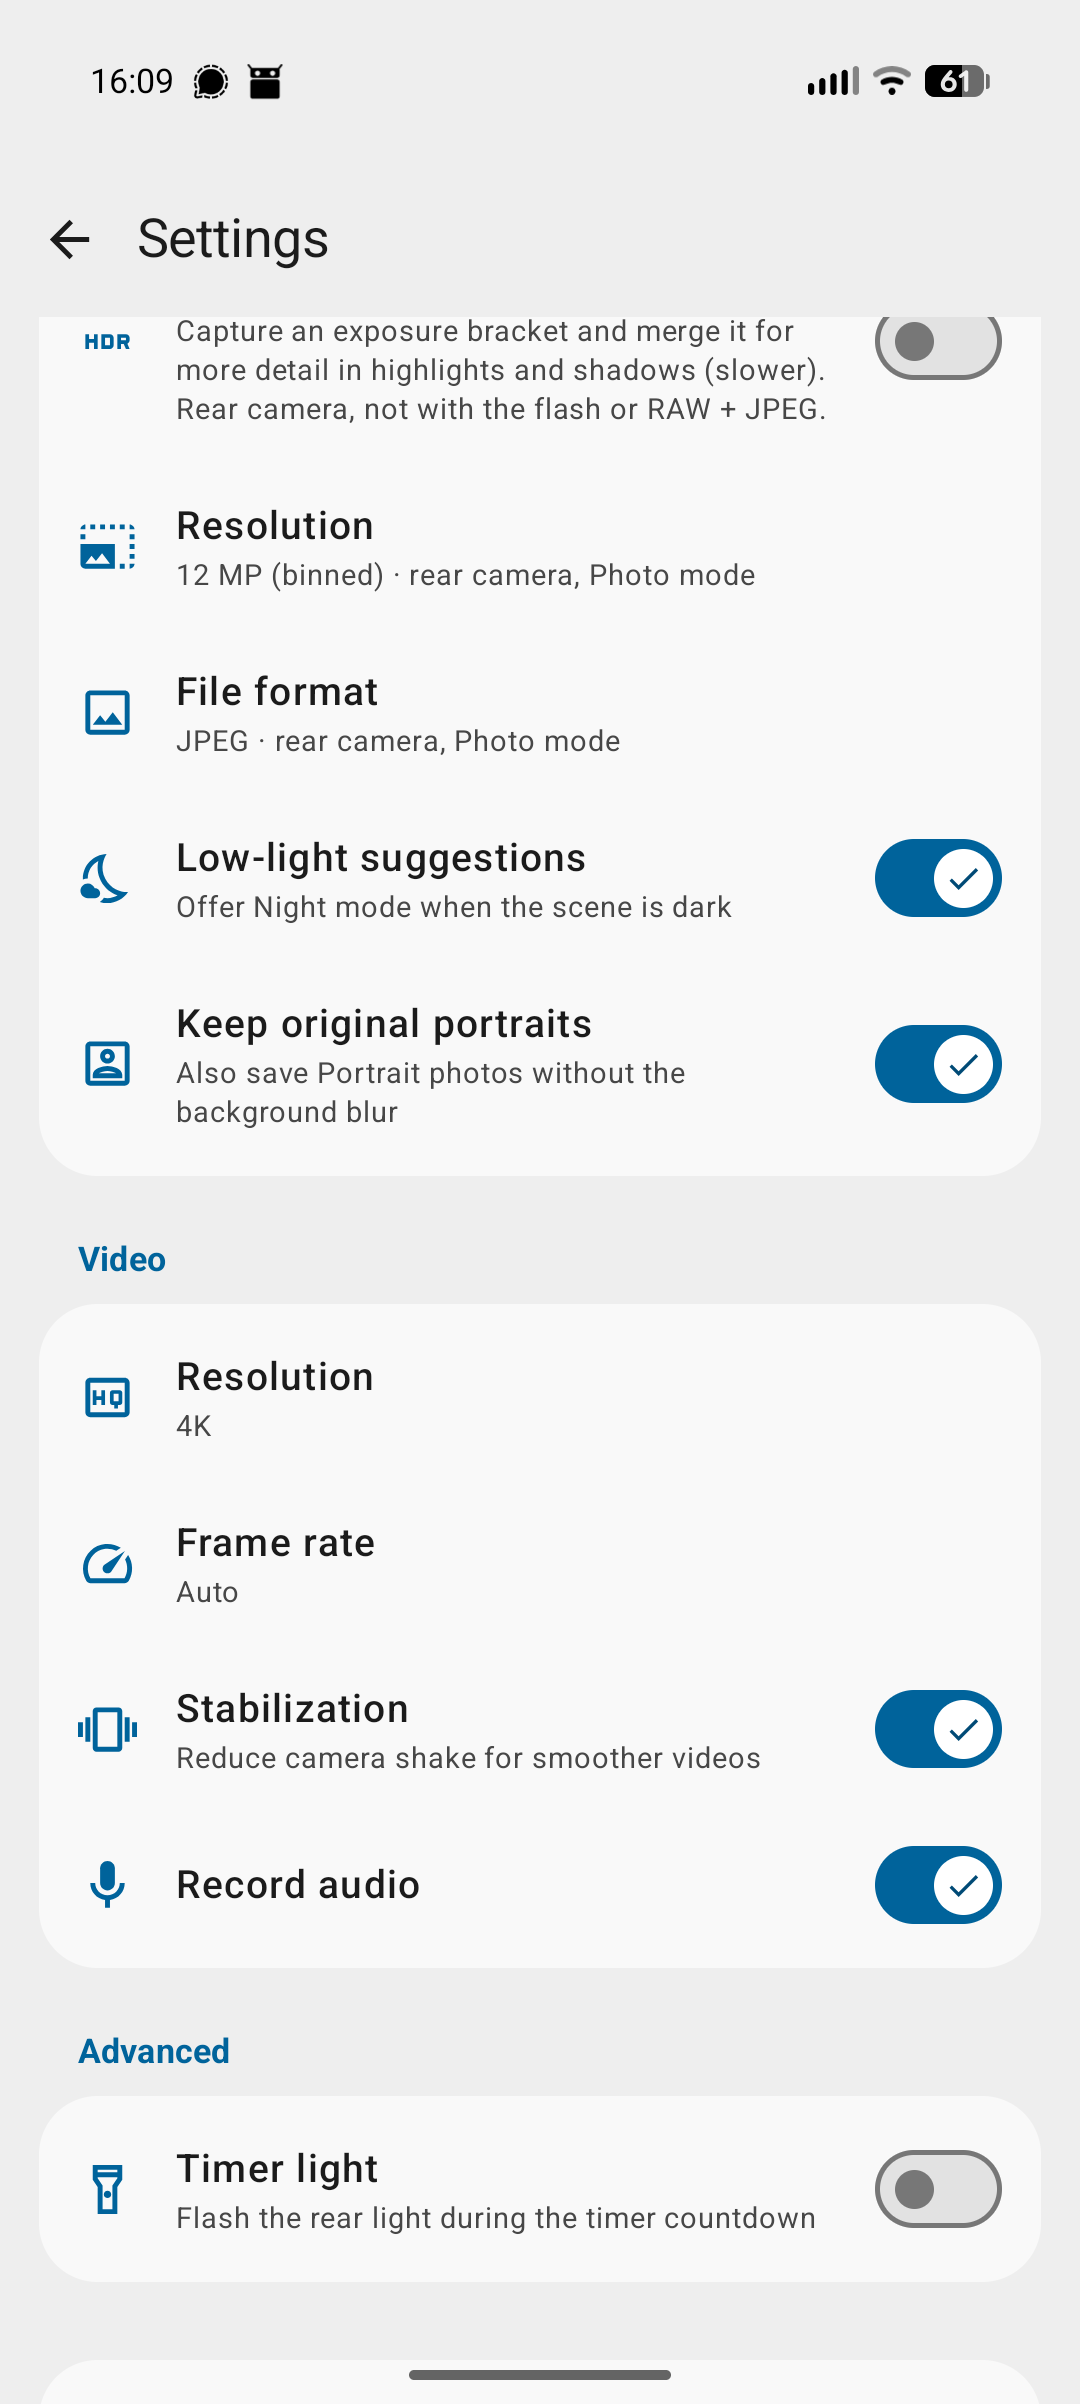 16:09
61
Settings
HDR
Capture an exposure bracket and merge it for
more detail in highlights and shadows (slower).
Rear camera, not with the flash or RAW + JPEG.
Resolution
12 MP (binned) · rear camera, Photo mode
File format
JPEG · rear camera, Photo mode
Low-light suggestions
Offer Night mode when the scene is dark
Keep original portraits
Also save Portrait photos without the
background blur
Video
HQ
Resolution
4K
Frame rate
Auto
Stabilization
Reduce camera shake for smoother videos
Record audio
Advanced
Timer light
Flash the rear light during the timer countdown